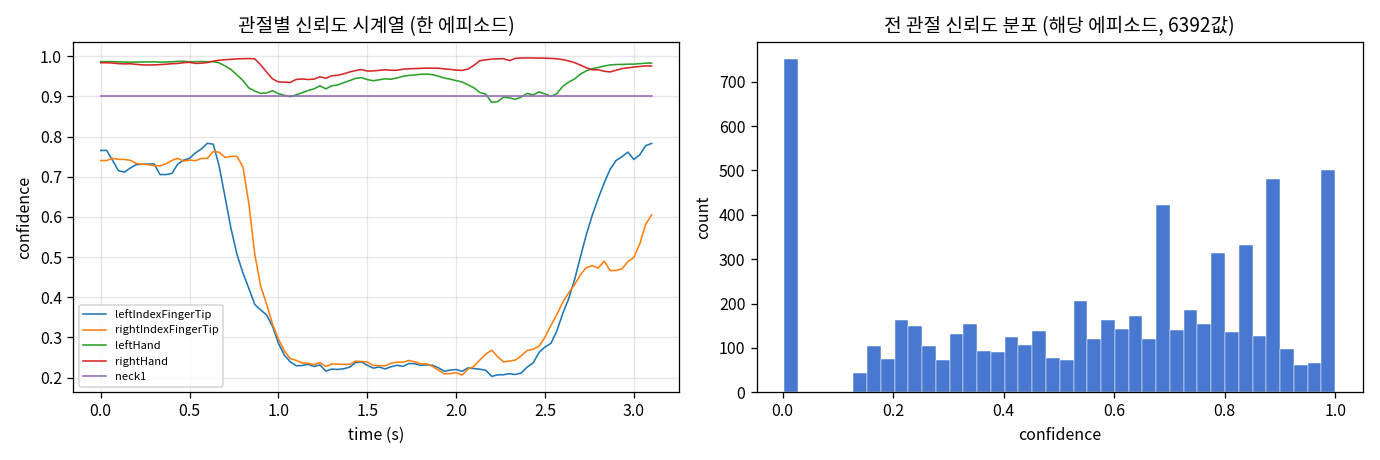 관절별 신뢰도 시계열 (한 에피소드)
confidence
1.0
0.9
0.8
0.7
0.6
0.5
0.4
0.3
0.2
leftIndexFingerTip
rightIndexFingerTip
leftHand
rightHand
neck1
0.0 0.5 1.0 1.5 2.0 2.5 3.0
time (s)
전 관절 신뢰도 분포 (해당 에피소드, 6392값)
count
700
600
500
400
300
200
100
0
0.0 0.2 0.4 0.6 0.8 1.0
confidence